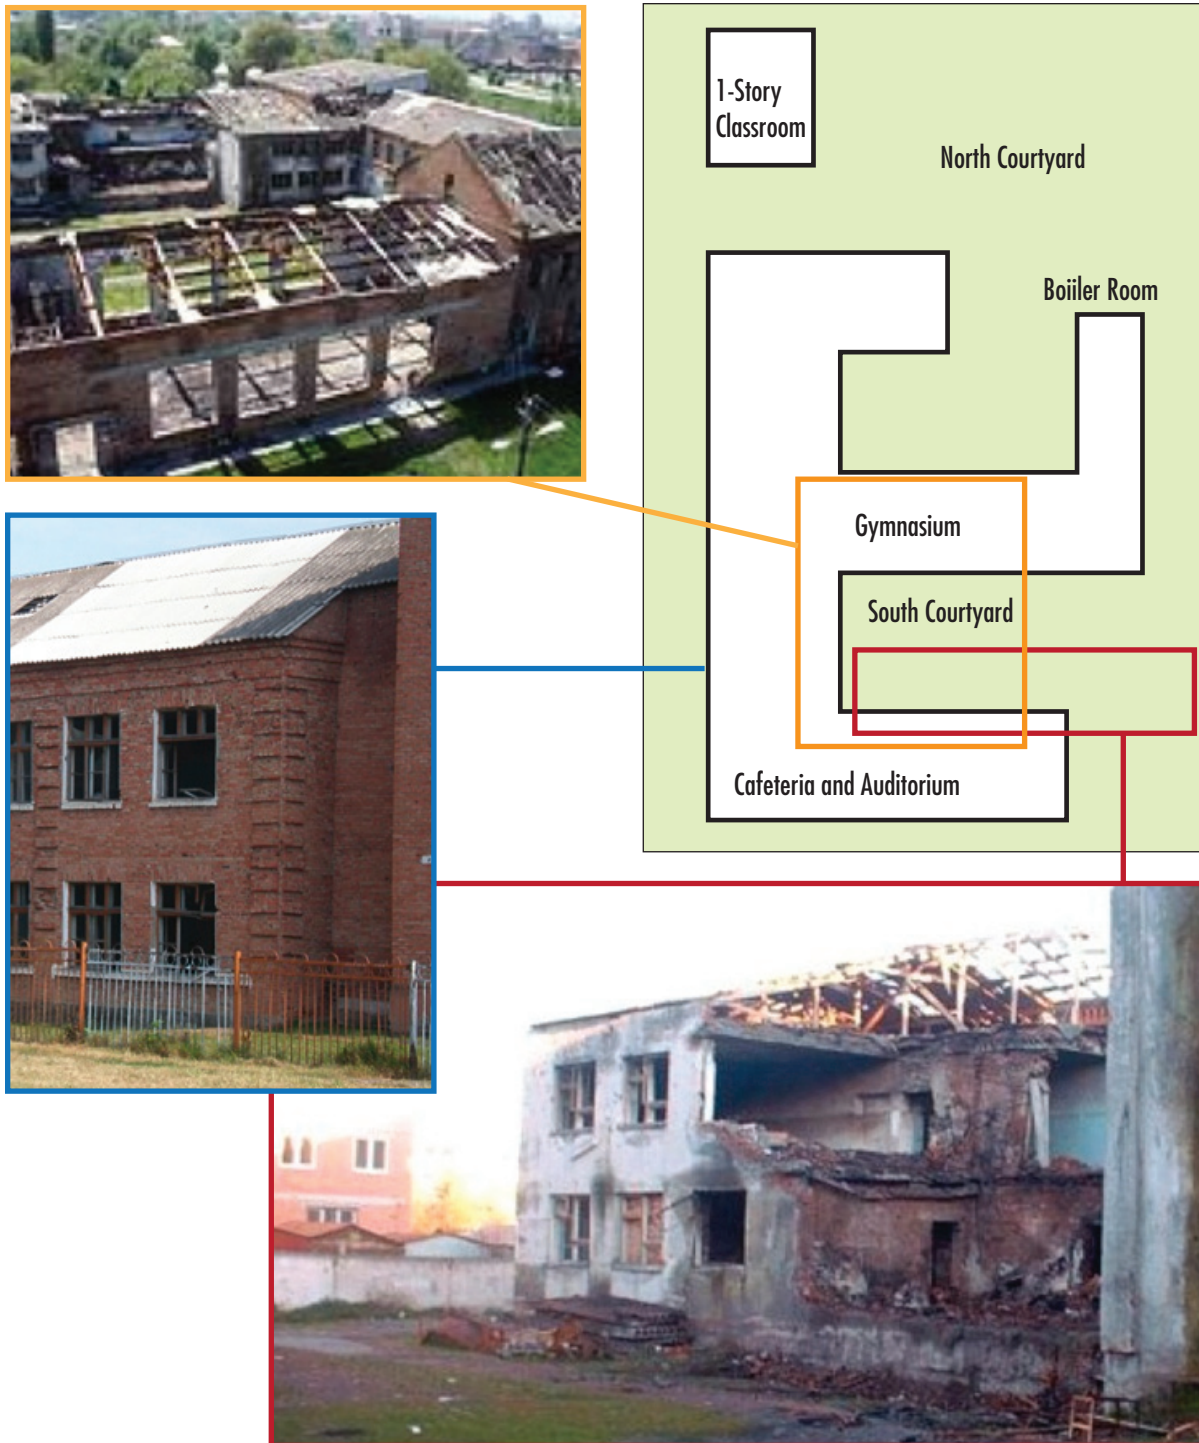 1-Story
Classroom
North Courtyard
Boiiler Room
Gymnasium
South Courtyard
Cafeteria and Auditorium